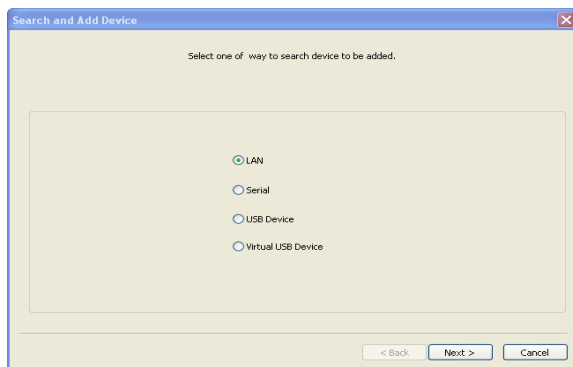 Search and Add Device
Select one of way to search device to be added.
LAN
Serial
USB Device
Virtual USB Device
< Back Next > Cancel